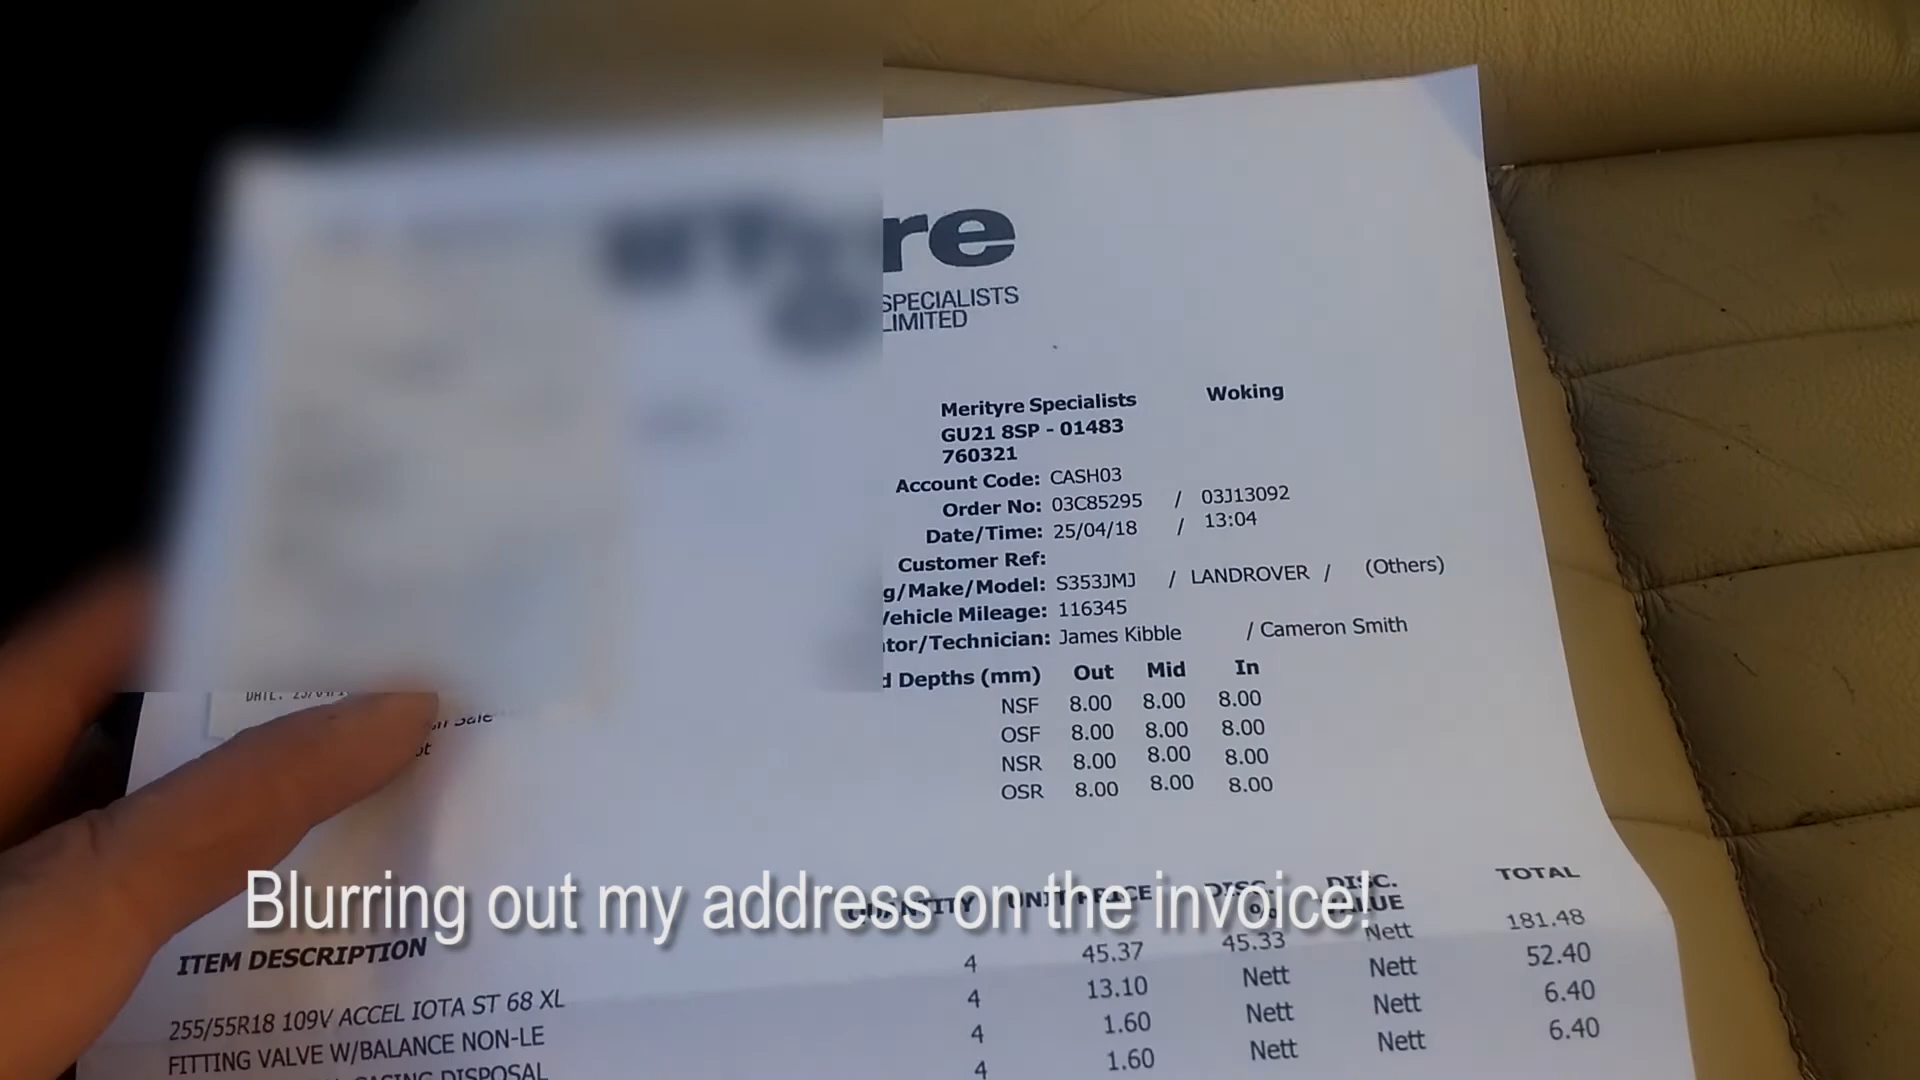 re
SPECIALISTS
LIMITED
Merityre Specialists Woking
GU21 8SP - 01483
760321
Account Code: CASH03
Order No: 03C85295 / 03J13092
Date/Time: 25/04/18 / 13:04
Customer Ref:
g/Make/Model: S353JMJ / LANDROVER / (Others)
Vehicle Mileage: 116345
tor/Technician: James Kibble / Cameron Smith
d Depths (mm) Out Mid In
NSF 8.00 8.00 8.00
OSF 8.00 8.00 8.00
NSR 8.00 8.00 8.00
OSR 8.00 8.00 8.00
Sale
Blurring out my address on the invoice!
ITEM DESCRIPTION QUANTITY UNIT PRICE DISC. % DISC. VALUE TOTAL
255/55R18 109V ACCEL IOTA ST 68 XL 4 45.37 45.33 Nett 181.48
FITTING VALVE W/BALANCE NON-LE 4 13.10 Nett Nett 52.40
CASING DISPOSAL 4 1.60 Nett Nett 6.40
4 1.60 Nett Nett 6.40